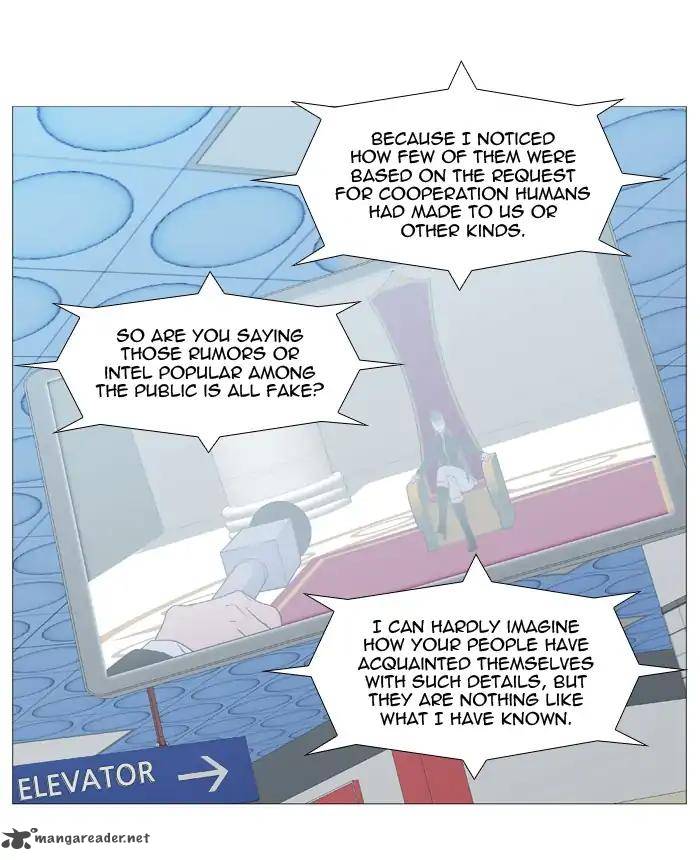 BECAUSE I NOTICED
HOW FEW OF THEM WERE
BASED ON THE REQUEST
FOR COOPERATION HUMANS
HAD MADE TO US OR
OTHER KINDS.
SO ARE YOU SAYING
THOSE RUMORS OR
INTEL POPULAR AMONG
THE PUBLIC IS ALL FAKE?
I CAN HARDLY IMAGINE
HOW YOUR PEOPLE HAVE
ACQUAINTED THEMSELVES
WITH SUCH DETAILS, BUT
THEY ARE NOTHING LIKE
WHAT I HAVE KNOWN.
ELEVATOR →
mangareader.net